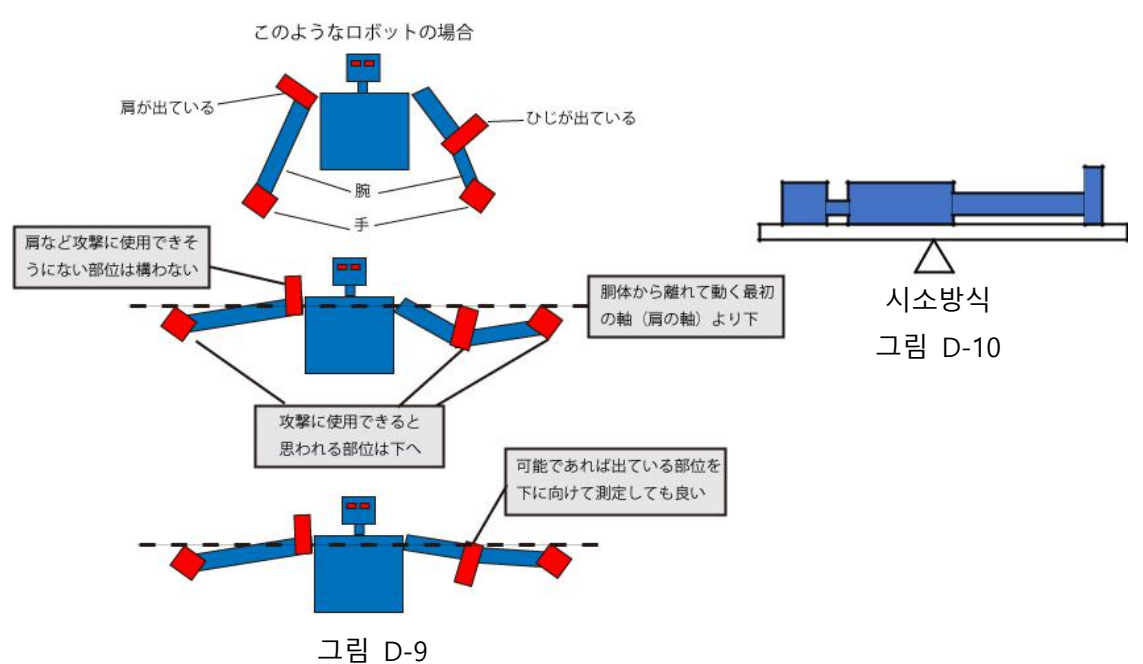 このようなロボットの場合
肩が出ている
ひじが出ている
腕
手
肩など攻撃に使用できそ
うにない部位は構わない
胴体から離れて動く最初
の軸（肩の軸）より下
攻撃に使用できると
思われる部位は下へ
可能であれば出ている部位を
下に向けて測定しても良い
그림 D-9
시소방식
그림 D-10